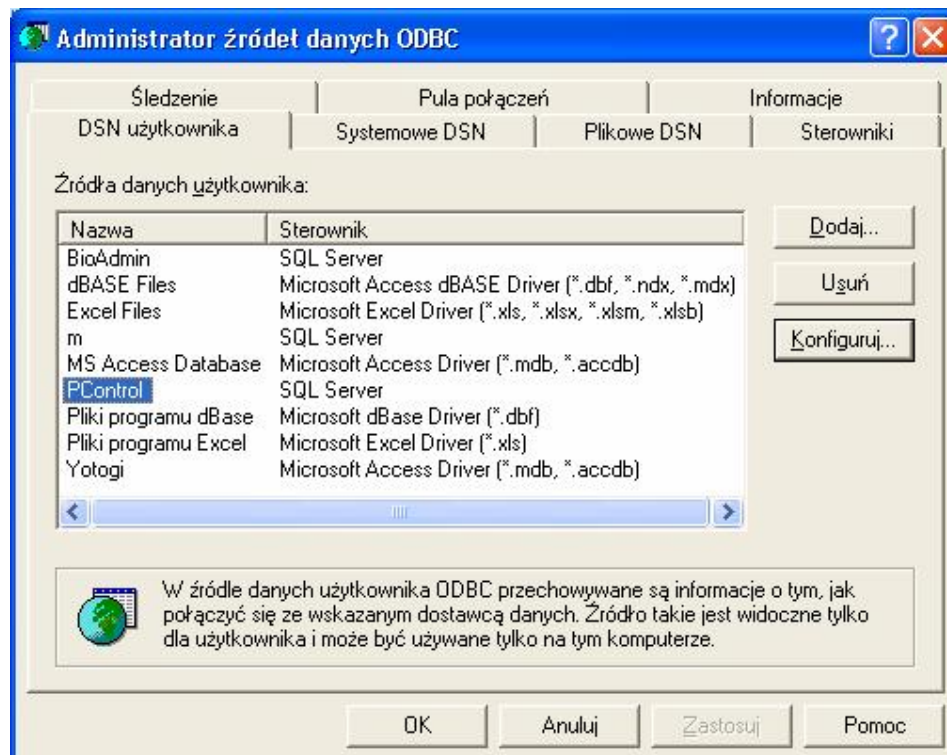 Administrator źródeł danych ODBC
Śledzenie Pula połączeń Informacje
DSN użytkownika Systemowe DSN Plikowe DSN Sterowniki
Źródła danych użytkownika:
Nazwa Sterownik
BioAdmin SQL Server
dBASE Files Microsoft Access dBASE Driver (*.dbf, *.ndx, *.mdx)
Excel Files Microsoft Excel Driver (*.xls, *.xlsx, *.xlsm, *.xlsb)
m SQL Server
MS Access Database Microsoft Access Driver (*.mdb, *.accdb)
PControl SQL Server
Pliki programu dBase Microsoft dBase Driver (*.dbf)
Pliki programu Excel Microsoft Excel Driver (*.xls)
Yotogi Microsoft Access Driver (*.mdb, *.accdb)
Dodaj...
Usuń
Konfiguruj...
W źródle danych użytkownika ODBC przechowywane są informacje o tym, jak
połączyć się ze wskazanym dostawcą danych. Źródło takie jest widoczne tylko
dla użytkownika i może być używane tylko na tym komputerze.
OK Anuluj Zastosuj Pomoc